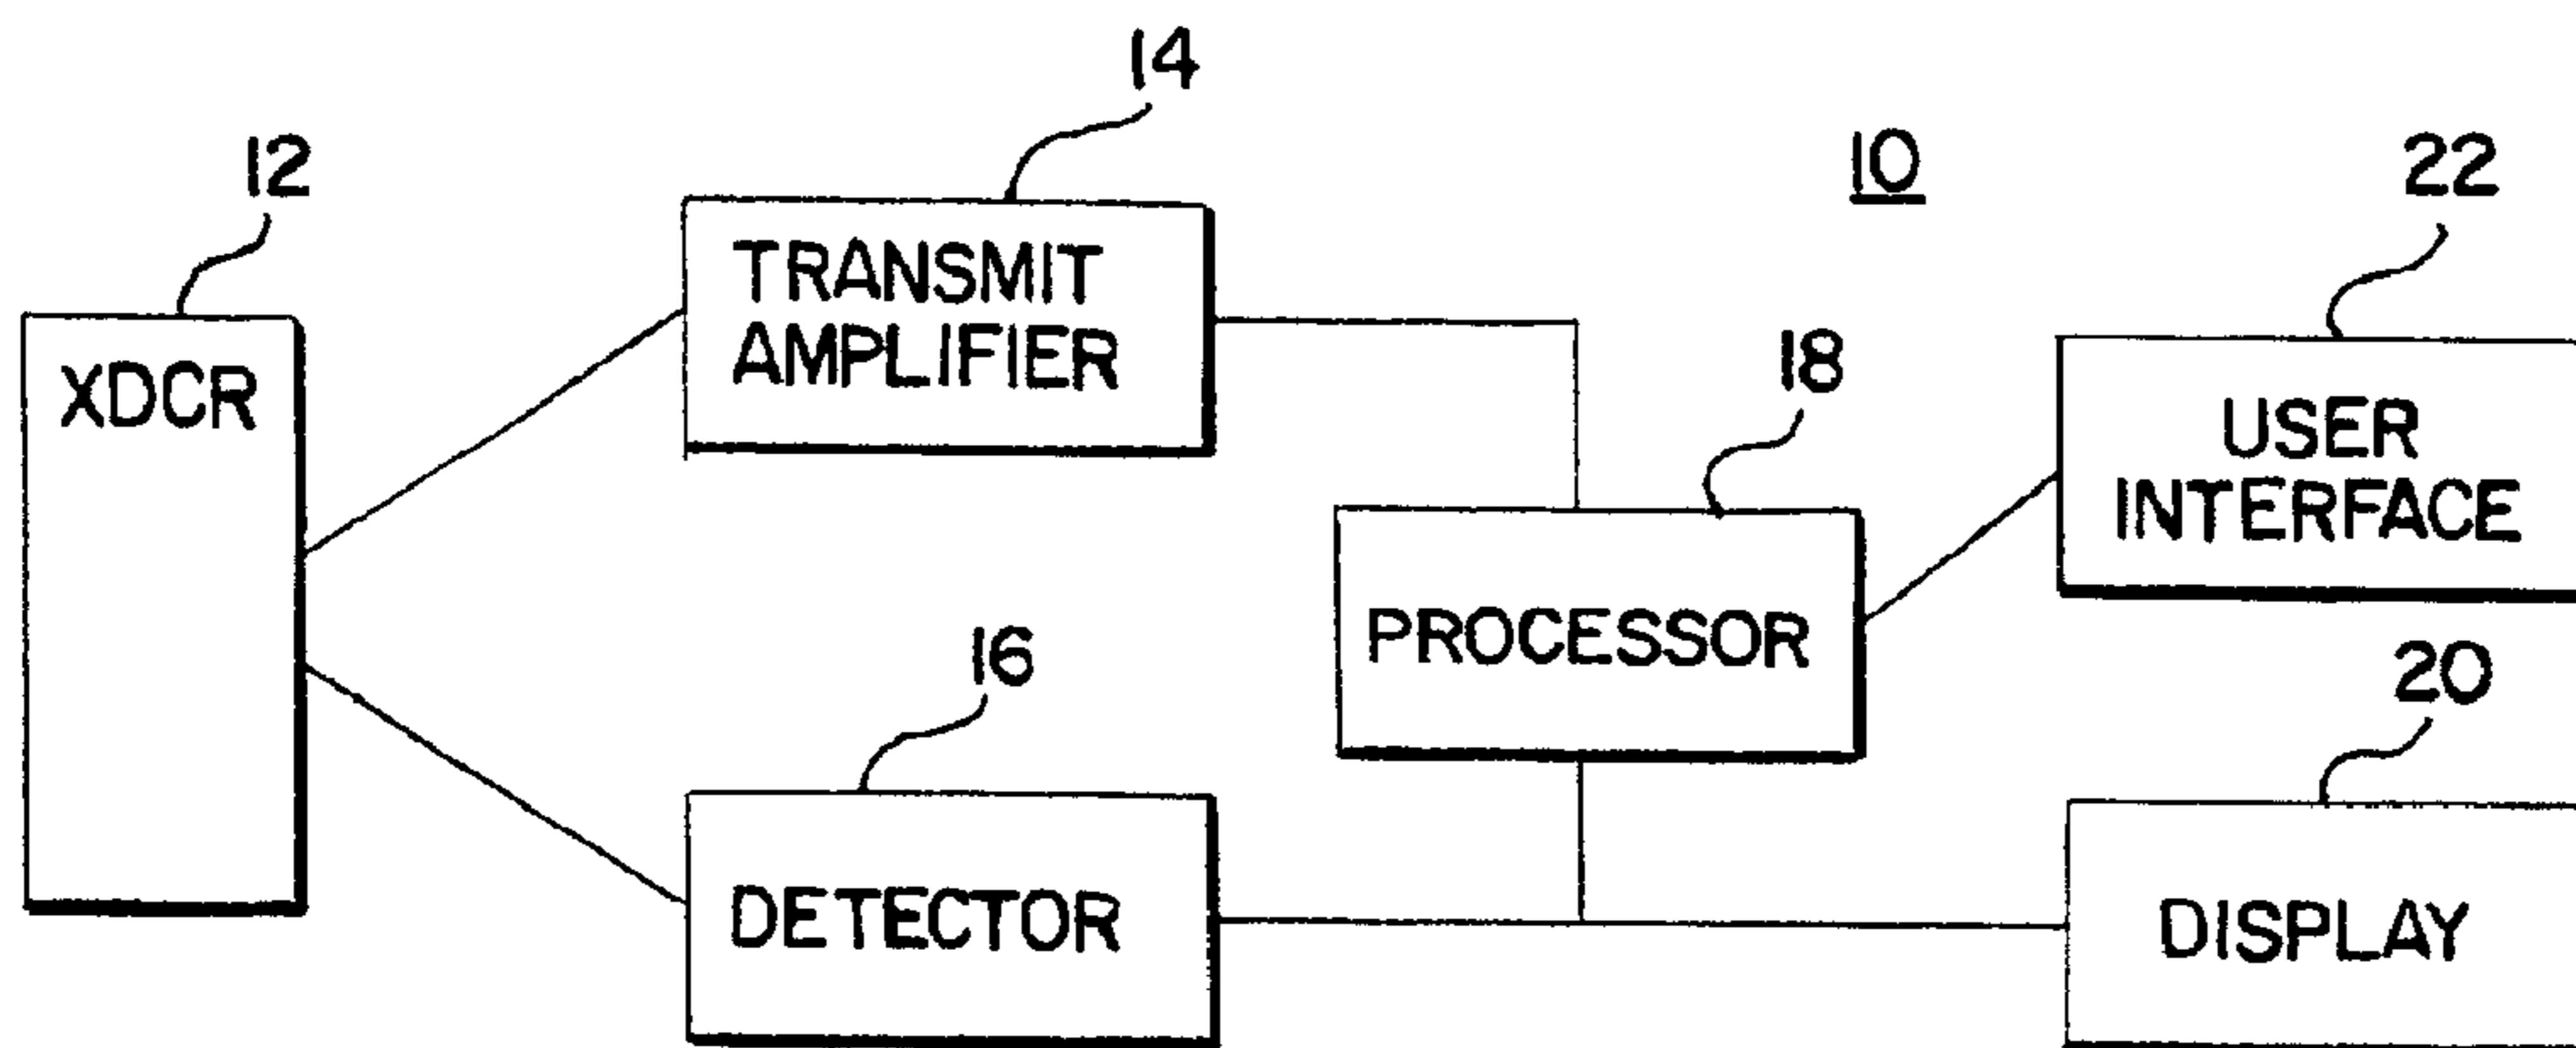 14
10
12
22
TRANSMIT
AMPLIFIER
XDCR
18
USER
INTERFACE
16
PROCESSOR
20
DETECTOR
DISPLAY